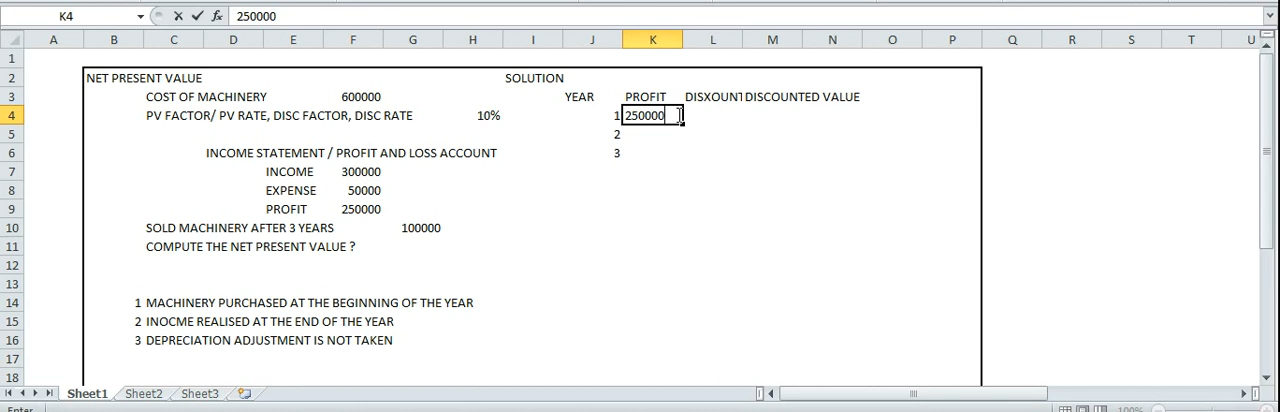 K4 fx 250000
A B C D E F G H I J K L M N O P Q R S T U
1
2 NET PRESENT VALUE SOLUTION
3 COST OF MACHINERY 600000 YEAR PROFIT DISXOUNT DISCOUNTED VALUE
4 PV FACTOR/ PV RATE, DISC FACTOR, DISC RATE 10% 1 250000
5 2
6 INCOME STATEMENT / PROFIT AND LOSS ACCOUNT 3
7 INCOME 300000
8 EXPENSE 50000
9 PROFIT 250000
10 SOLD MACHINERY AFTER 3 YEARS 100000
11 COMPUTE THE NET PRESENT VALUE ?
12
13
14 1 MACHINERY PURCHASED AT THE BEGINNING OF THE YEAR
15 2 INOCME REALISED AT THE END OF THE YEAR
16 3 DEPRECIATION ADJUSTMENT IS NOT TAKEN
17
18
Sheet1 Sheet2 Sheet3
Enter 100%